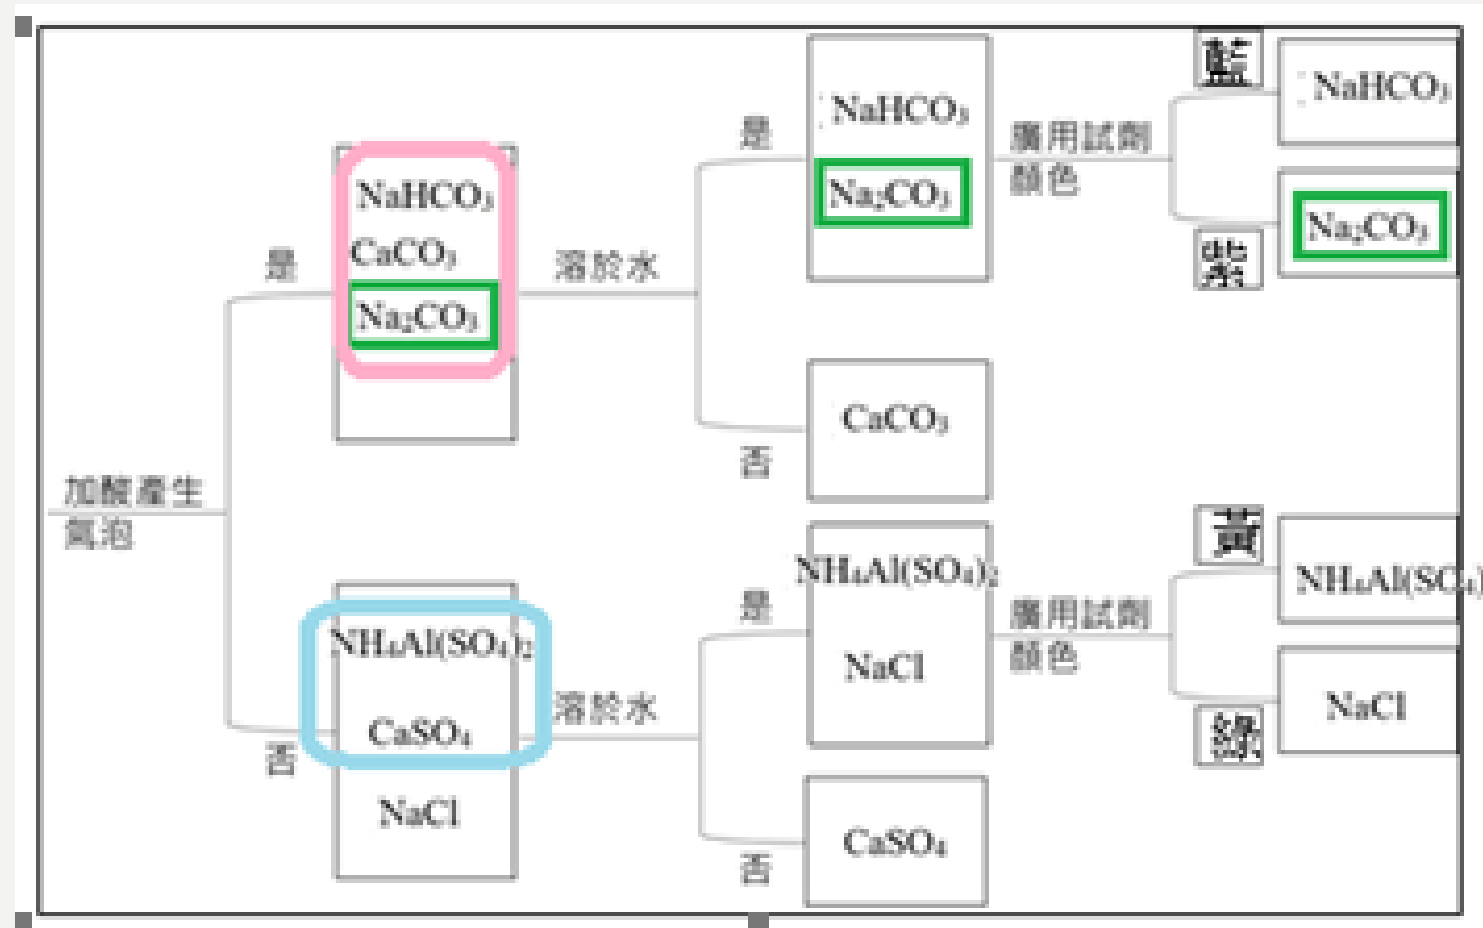 加酸產生
氣泡
是
NaHCO₃
CaCO₃
Na₂CO₃
溶於水
是
NaHCO₃
Na₂CO₃
廣用試劑
顏色
藍
NaHCO₃
紫
Na₂CO₃
否
CaCO₃
否
NH₄Al(SO₄)₂
CaSO₄
NaCl
溶於水
是
NH₄Al(SO₄)₂
NaCl
廣用試劑
顏色
黃
NH₄Al(SO₄)
綠
NaCl
否
CaSO₄